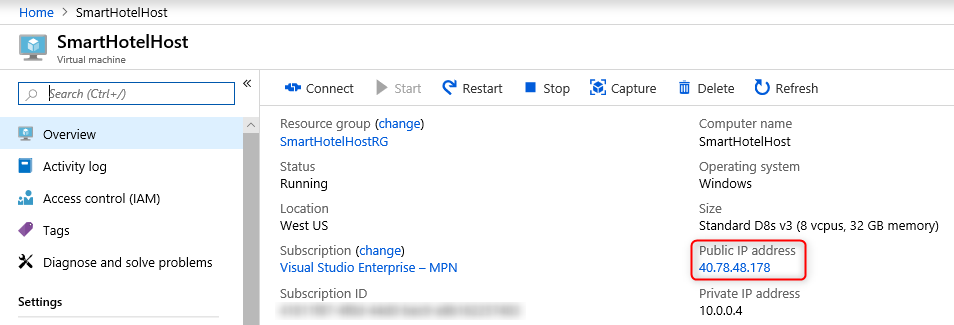 Home > SmartHotelHost
SmartHotelHost
Virtual machine
Search (Ctrl+/)
Overview
Activity log
Access control (IAM)
Tags
Diagnose and solve problems
Settings
Connect Start Restart Stop Capture Delete Refresh
Resource group (change)
SmartHotelHostRG
Status
Running
Location
West US
Subscription (change)
Visual Studio Enterprise – MPN
Subscription ID
Computer name
SmartHotelHost
Operating system
Windows
Size
Standard D8s v3 (8 vcpus, 32 GB memory)
Public IP address
40.78.48.178
Private IP address
10.0.0.4